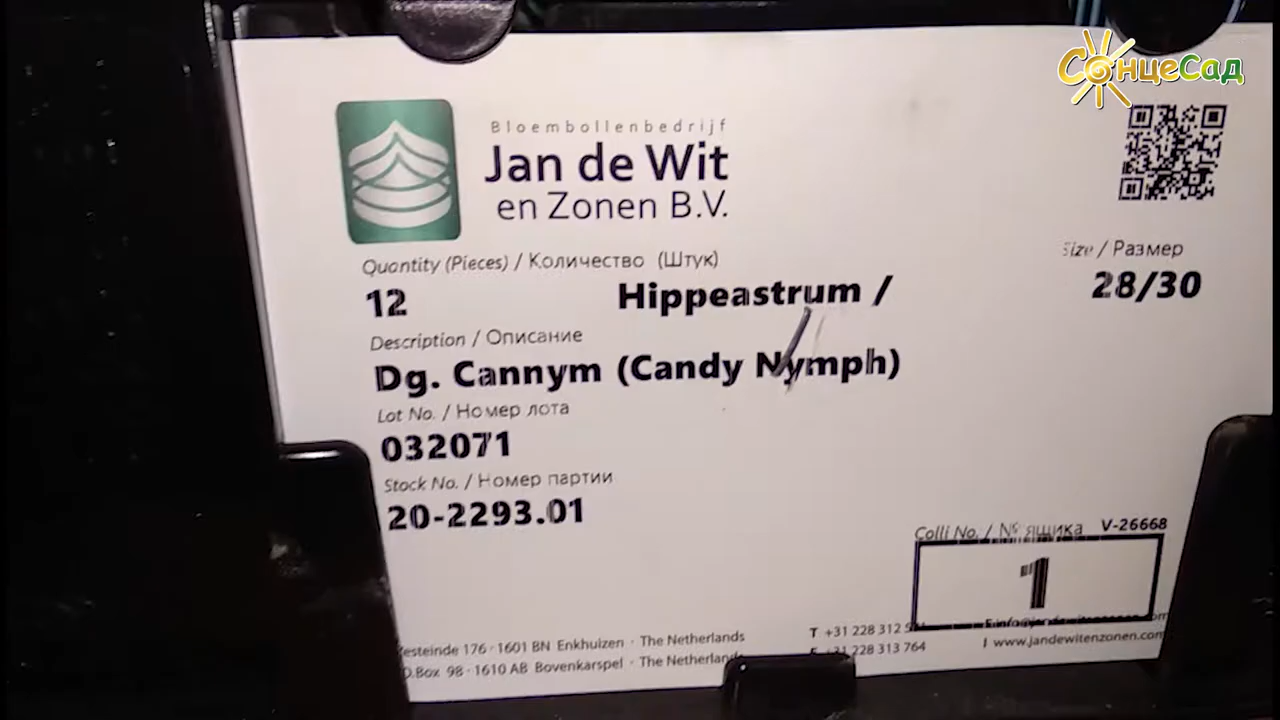 СонцеСад
Bloembollenbedrijf
Jan de Wit
en Zonen B.V.
Quantity (Pieces) / Количество (Штук)
Size / Размер
12 Hippeastrum / 28/30
Description / Описание
Dg. Cannym (Candy Nymph)
Lot No. / Номер лота
032071
Stock No. / Номер партии
20-2293.01
Colli No. / № ящика V-26668
1
176 · 1601 BN Enkhuizen · The Netherlands
Box 98 · 1610 AB Bovenkarspel · The Netherlands
T +31 228 312
F +31 228 313 764
I www.jandewitenzonen.com